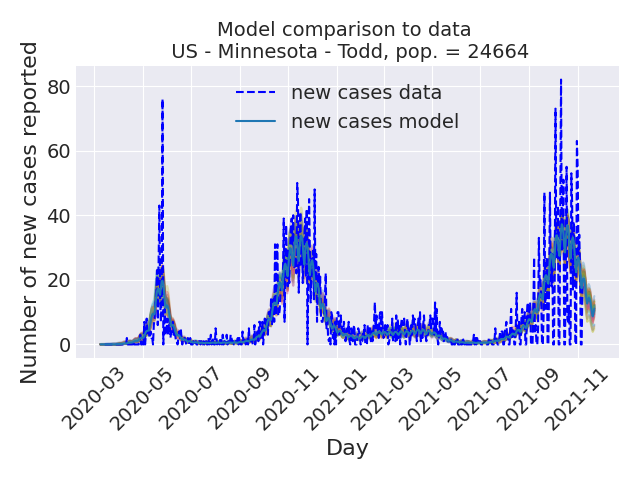 Model comparison to data
US - Minnesota - Todd, pop. = 24664
new cases data
new cases model
Number of new cases reported
80
60
40
20
0
2020-03
2020-05
2020-07
2020-09
2020-11
2021-01
2021-03
2021-05
2021-07
2021-09
2021-11
Day